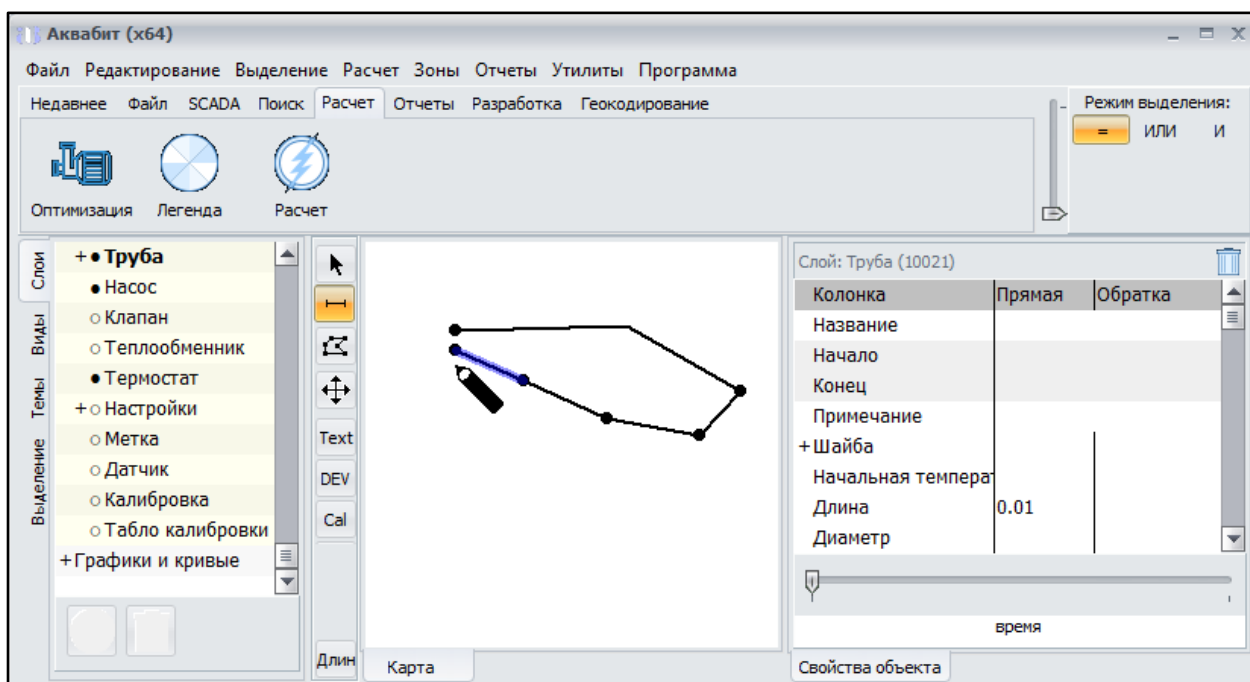 Аквабит (x64)
Файл Редактирование Выделение Расчет Зоны Отчеты Утилиты Программа
Недавнее Файл SCADA Поиск Расчет Отчеты Разработка Геокодирование
Режим выделения:
= ИЛИ И
Оптимизация Легенда Расчет
Слои
Виды
Темы
Выделение
+ Труба
Насос
Клапан
Теплообменник
Термостат
+ Настройки
Метка
Датчик
Калибровка
Табло калибровки
+ Графики и кривые
Text
DEV
Cal
Длин
Карта
Слой: Труба (10021)
Колонка Прямая Обратка
Название
Начало
Конец
Примечание
+ Шайба
Начальная темпера
Длина 0.01
Диаметр
время
Свойства объекта